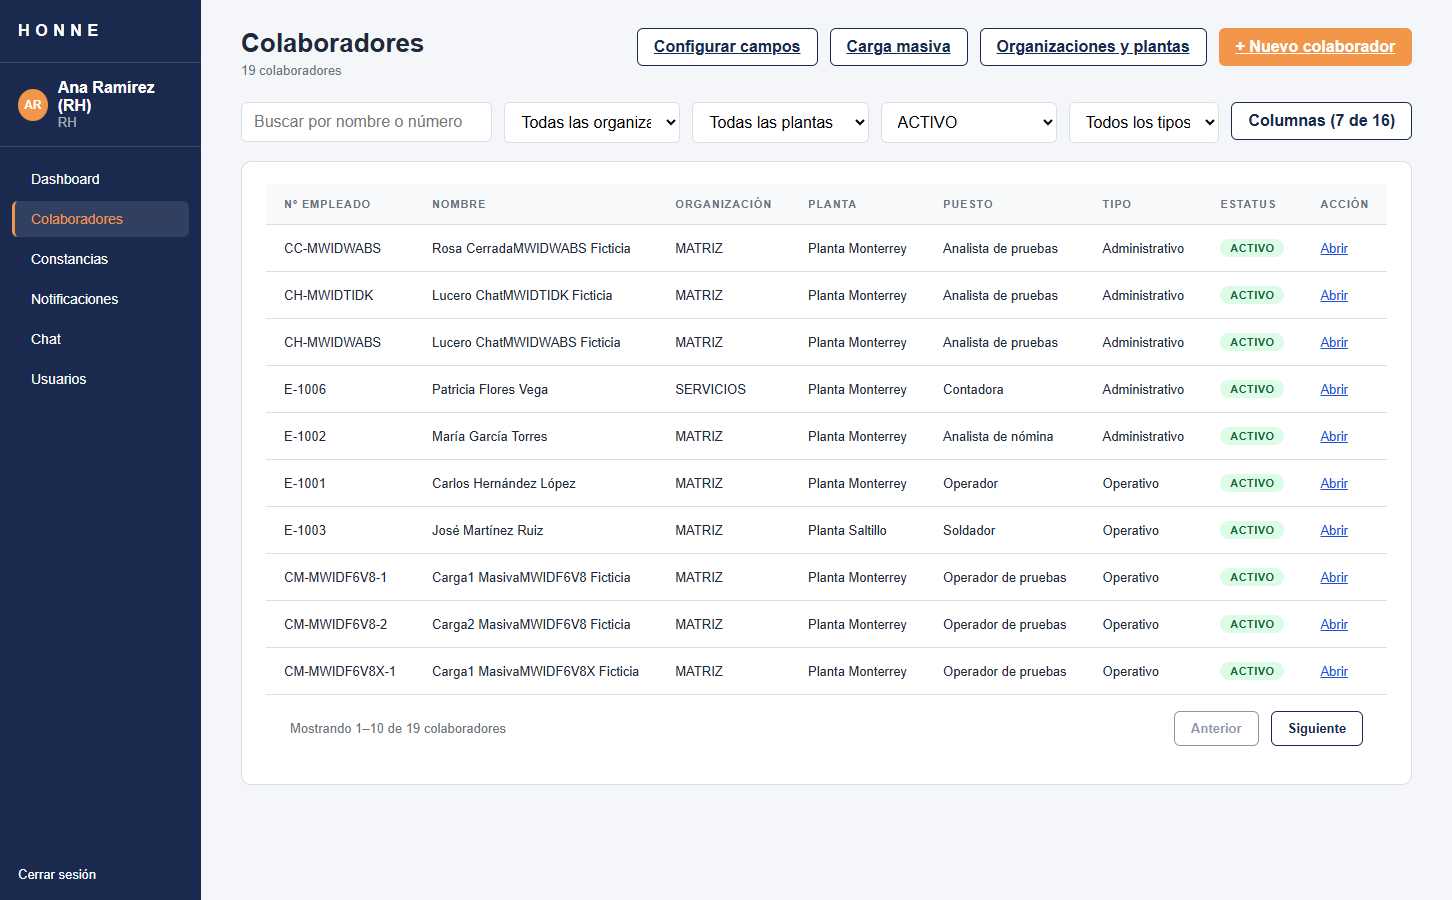 HONNE
AR
Ana Ramírez
(RH)
RH
Dashboard
Colaboradores
Constancias
Notificaciones
Chat
Usuarios
Cerrar sesión
Colaboradores
19 colaboradores
Configurar campos
Carga masiva
Organizaciones y plantas
+ Nuevo colaborador
Buscar por nombre o número
Todas las organiza
Todas las plantas
ACTIVO
Todos los tipos
Columnas (7 de 16)
Nº EMPLEADO NOMBRE ORGANIZACIÓN PLANTA PUESTO TIPO ESTATUS ACCIÓN
CC-MWIDWABS Rosa CerradaMWIDWABS Ficticia MATRIZ Planta Monterrey Analista de pruebas Administrativo ACTIVO Abrir
CH-MWIDTIDK Lucero ChatMWIDTIDK Ficticia MATRIZ Planta Monterrey Analista de pruebas Administrativo ACTIVO Abrir
CH-MWIDWABS Lucero ChatMWIDWABS Ficticia MATRIZ Planta Monterrey Analista de pruebas Administrativo ACTIVO Abrir
E-1006 Patricia Flores Vega SERVICIOS Planta Monterrey Contadora Administrativo ACTIVO Abrir
E-1002 María García Torres MATRIZ Planta Monterrey Analista de nómina Administrativo ACTIVO Abrir
E-1001 Carlos Hernández López MATRIZ Planta Monterrey Operador Operativo ACTIVO Abrir
E-1003 José Martínez Ruiz MATRIZ Planta Saltillo Soldador Operativo ACTIVO Abrir
CM-MWIDF6V8-1 Carga1 MasivaMWIDF6V8 Ficticia MATRIZ Planta Monterrey Operador de pruebas Operativo ACTIVO Abrir
CM-MWIDF6V8-2 Carga2 MasivaMWIDF6V8 Ficticia MATRIZ Planta Monterrey Operador de pruebas Operativo ACTIVO Abrir
CM-MWIDF6V8X-1 Carga1 MasivaMWIDF6V8X Ficticia MATRIZ Planta Monterrey Operador de pruebas Operativo ACTIVO Abrir
Mostrando 1–10 de 19 colaboradores
Anterior
Siguiente